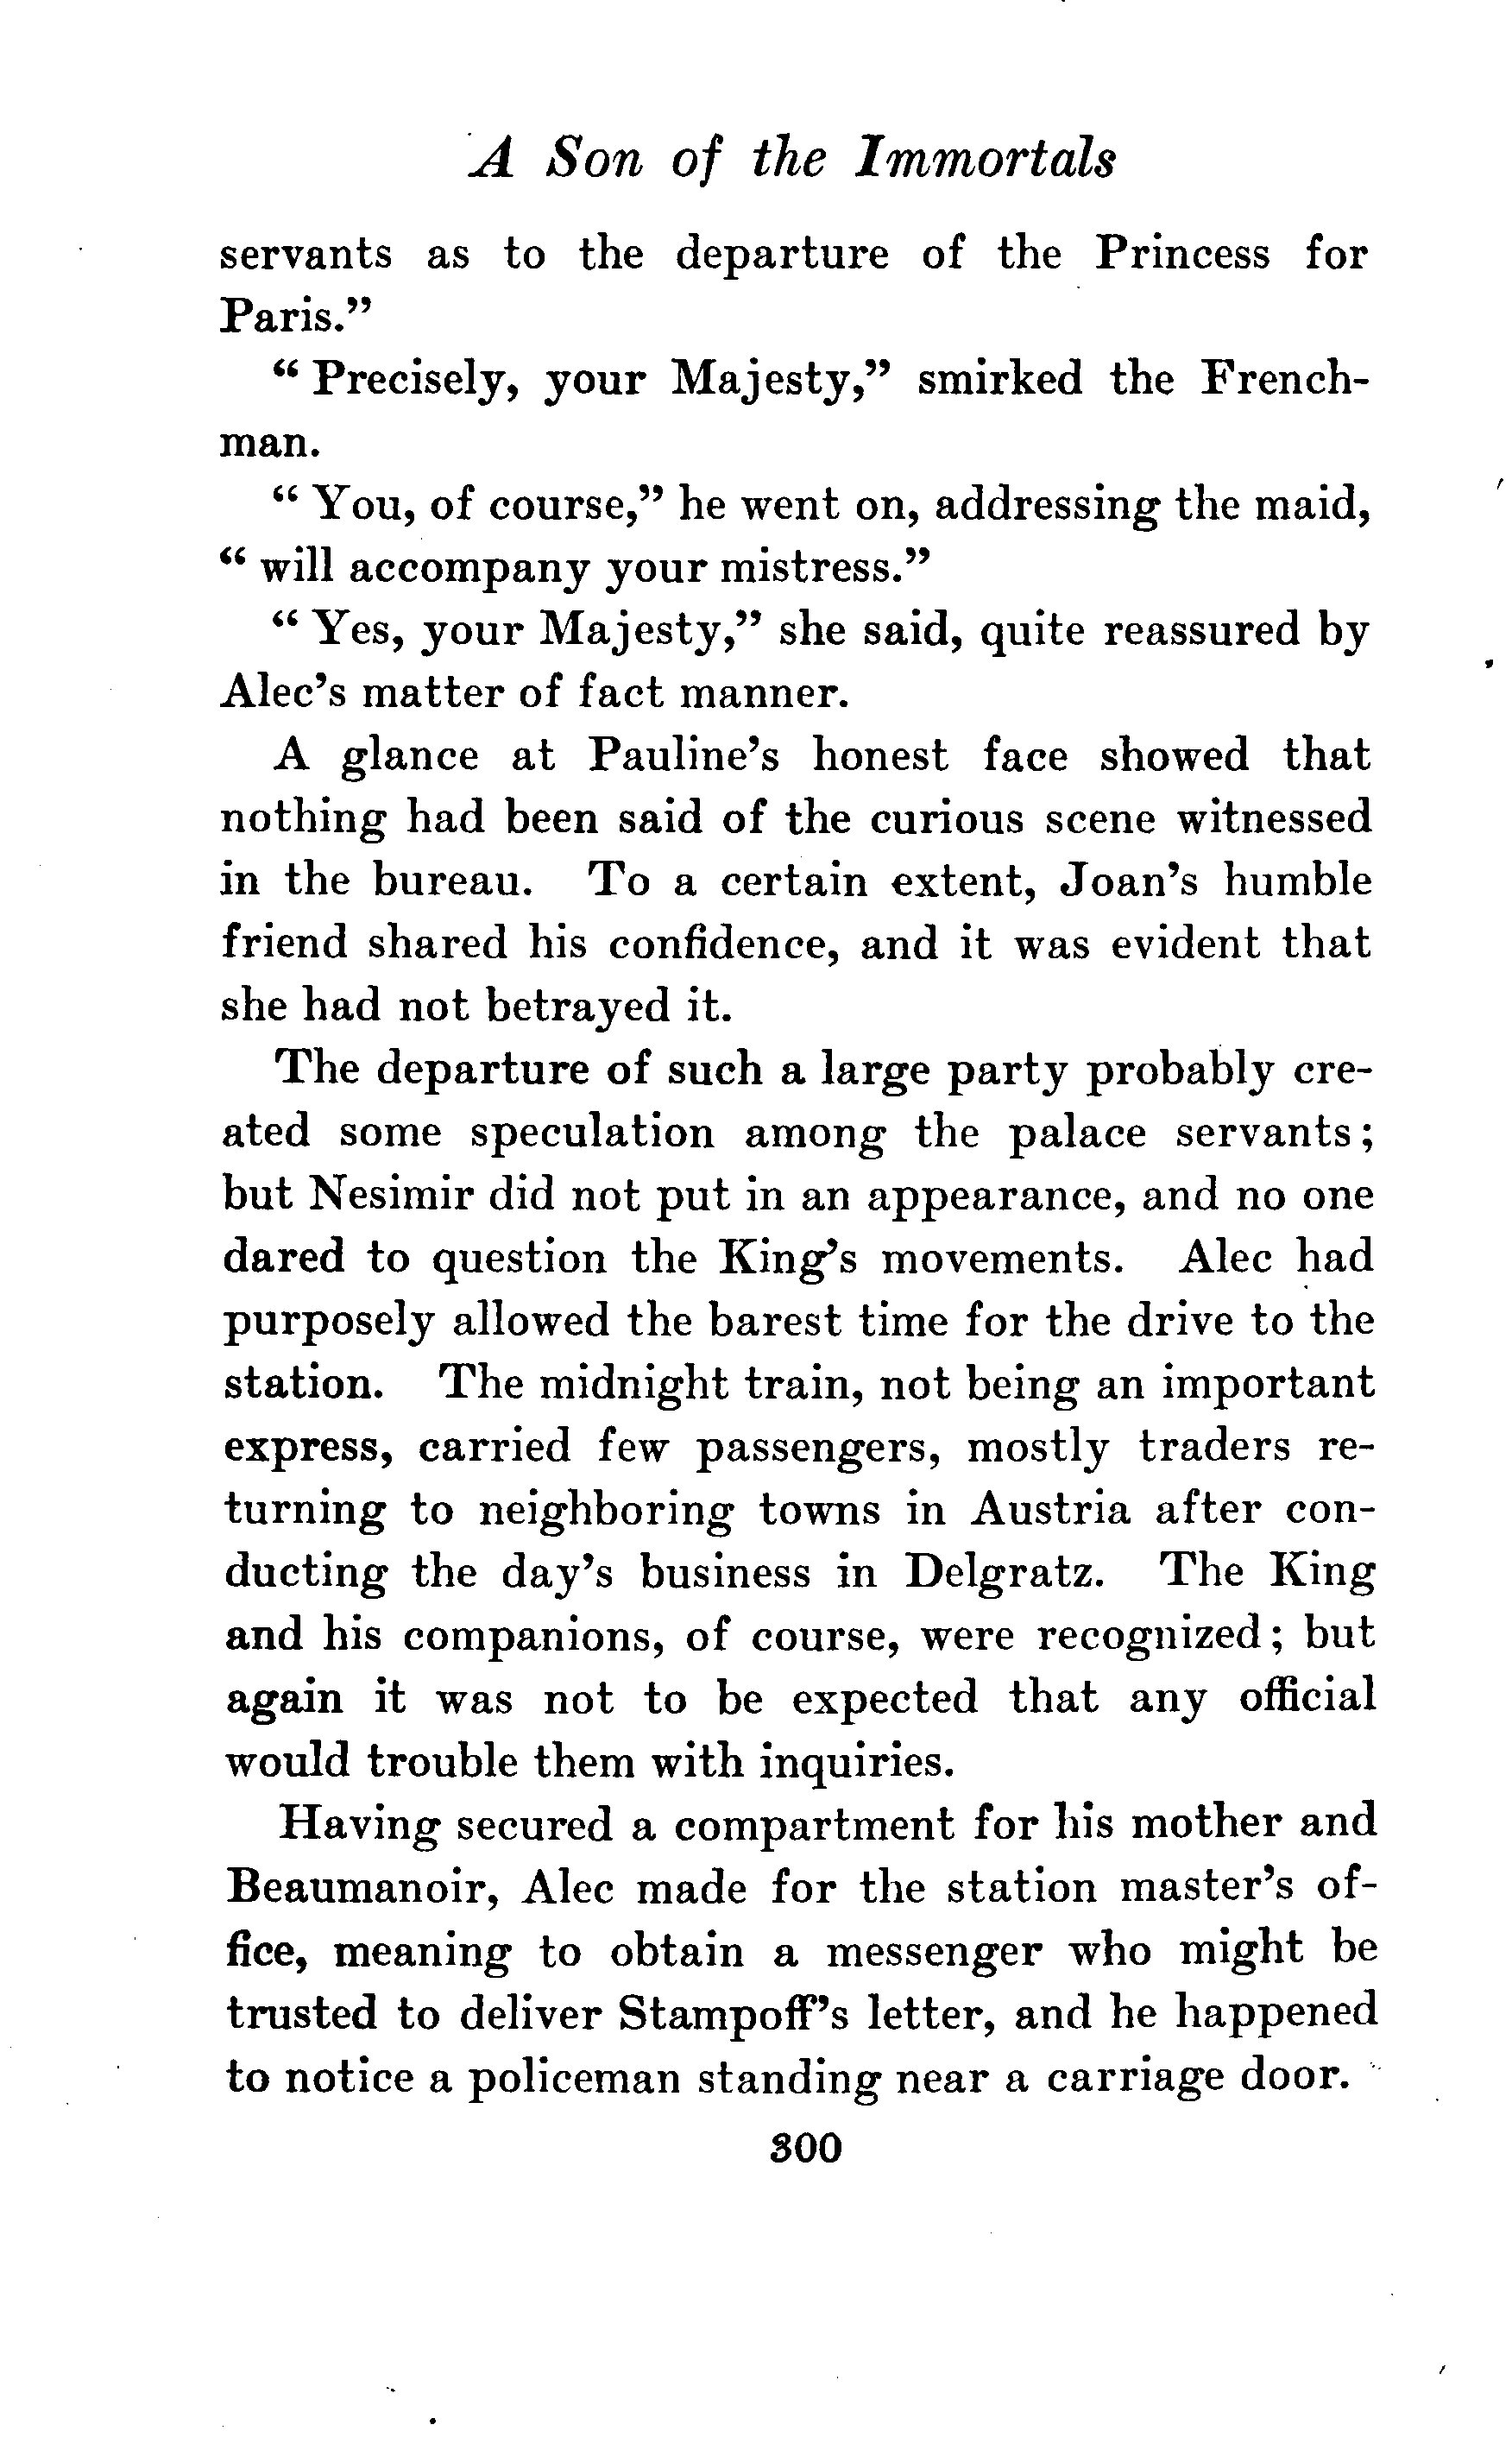 A Son of the Immortals
servants as to the departure of the Princess for
Paris.”
“ Precisely, your Majesty,” smirked the French-
man.
“ You, of course,” he went on, addressing the maid,
“ will accompany your mistress.”
“ Yes, your Majesty,” she said, quite reassured by
Alec’s matter of fact manner.
A glance at Pauline’s honest face showed that
nothing had been said of the curious scene witnessed
in the bureau. To a certain extent, Joan’s humble
friend shared his confidence, and it was evident that
she had not betrayed it.
The departure of such a large party probably cre-
ated some speculation among the palace servants;
but Nesimir did not put in an appearance, and no one
dared to question the King’s movements. Alec had
purposely allowed the barest time for the drive to the
station. The midnight train, not being an important
express, carried few passengers, mostly traders re-
turning to neighboring towns in Austria after con-
ducting the day’s business in Delgratz. The King
and his companions, of course, were recognized; but
again it was not to be expected that any official
would trouble them with inquiries.
Having secured a compartment for his mother and
Beaumanoir, Alec made for the station master’s of-
fice, meaning to obtain a messenger who might be
trusted to deliver Stampoff’s letter, and he happened
to notice a policeman standing near a carriage door.
300